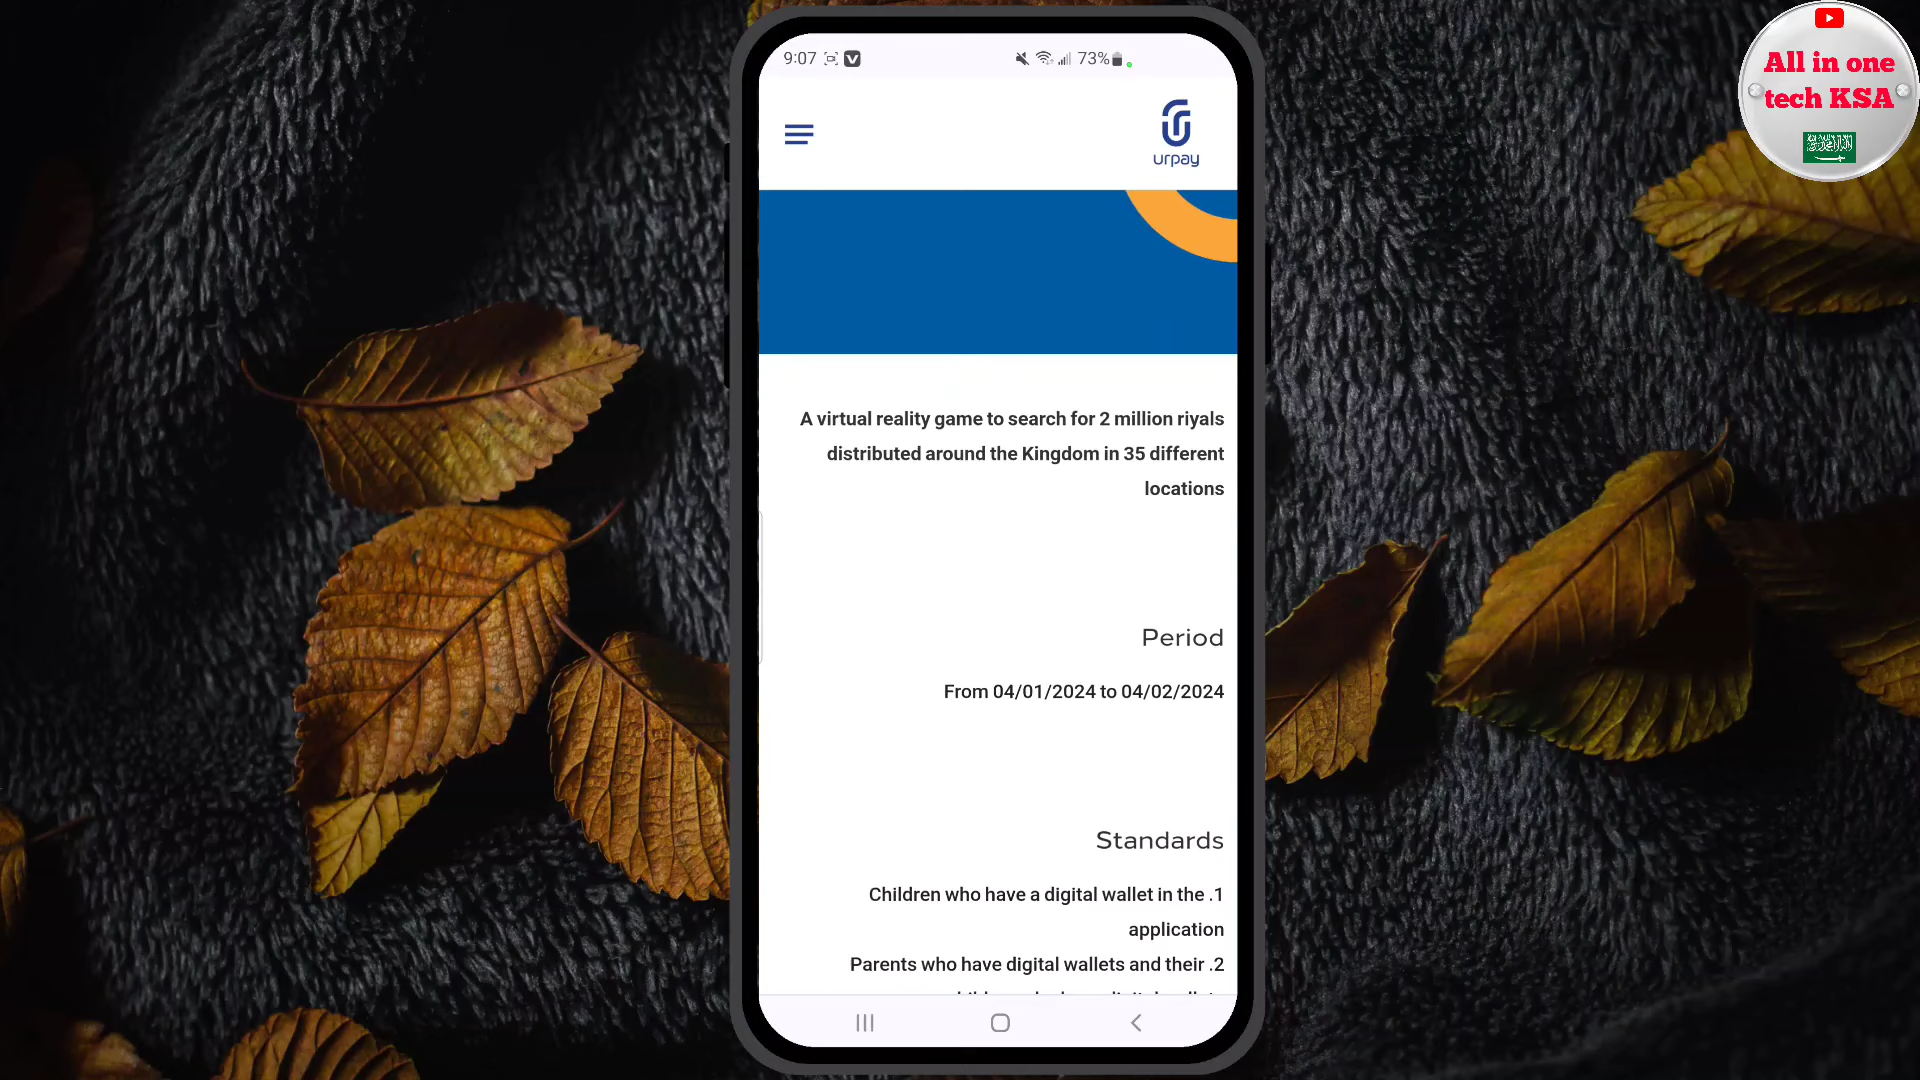 9:07
73%
urpay
A virtual reality game to search for 2 million riyals
distributed around the Kingdom in 35 different
locations
Period
From 04/01/2024 to 04/02/2024
Standards
Children who have a digital wallet in the .1
application
Parents who have digital wallets and their .2
All in one
tech KSA